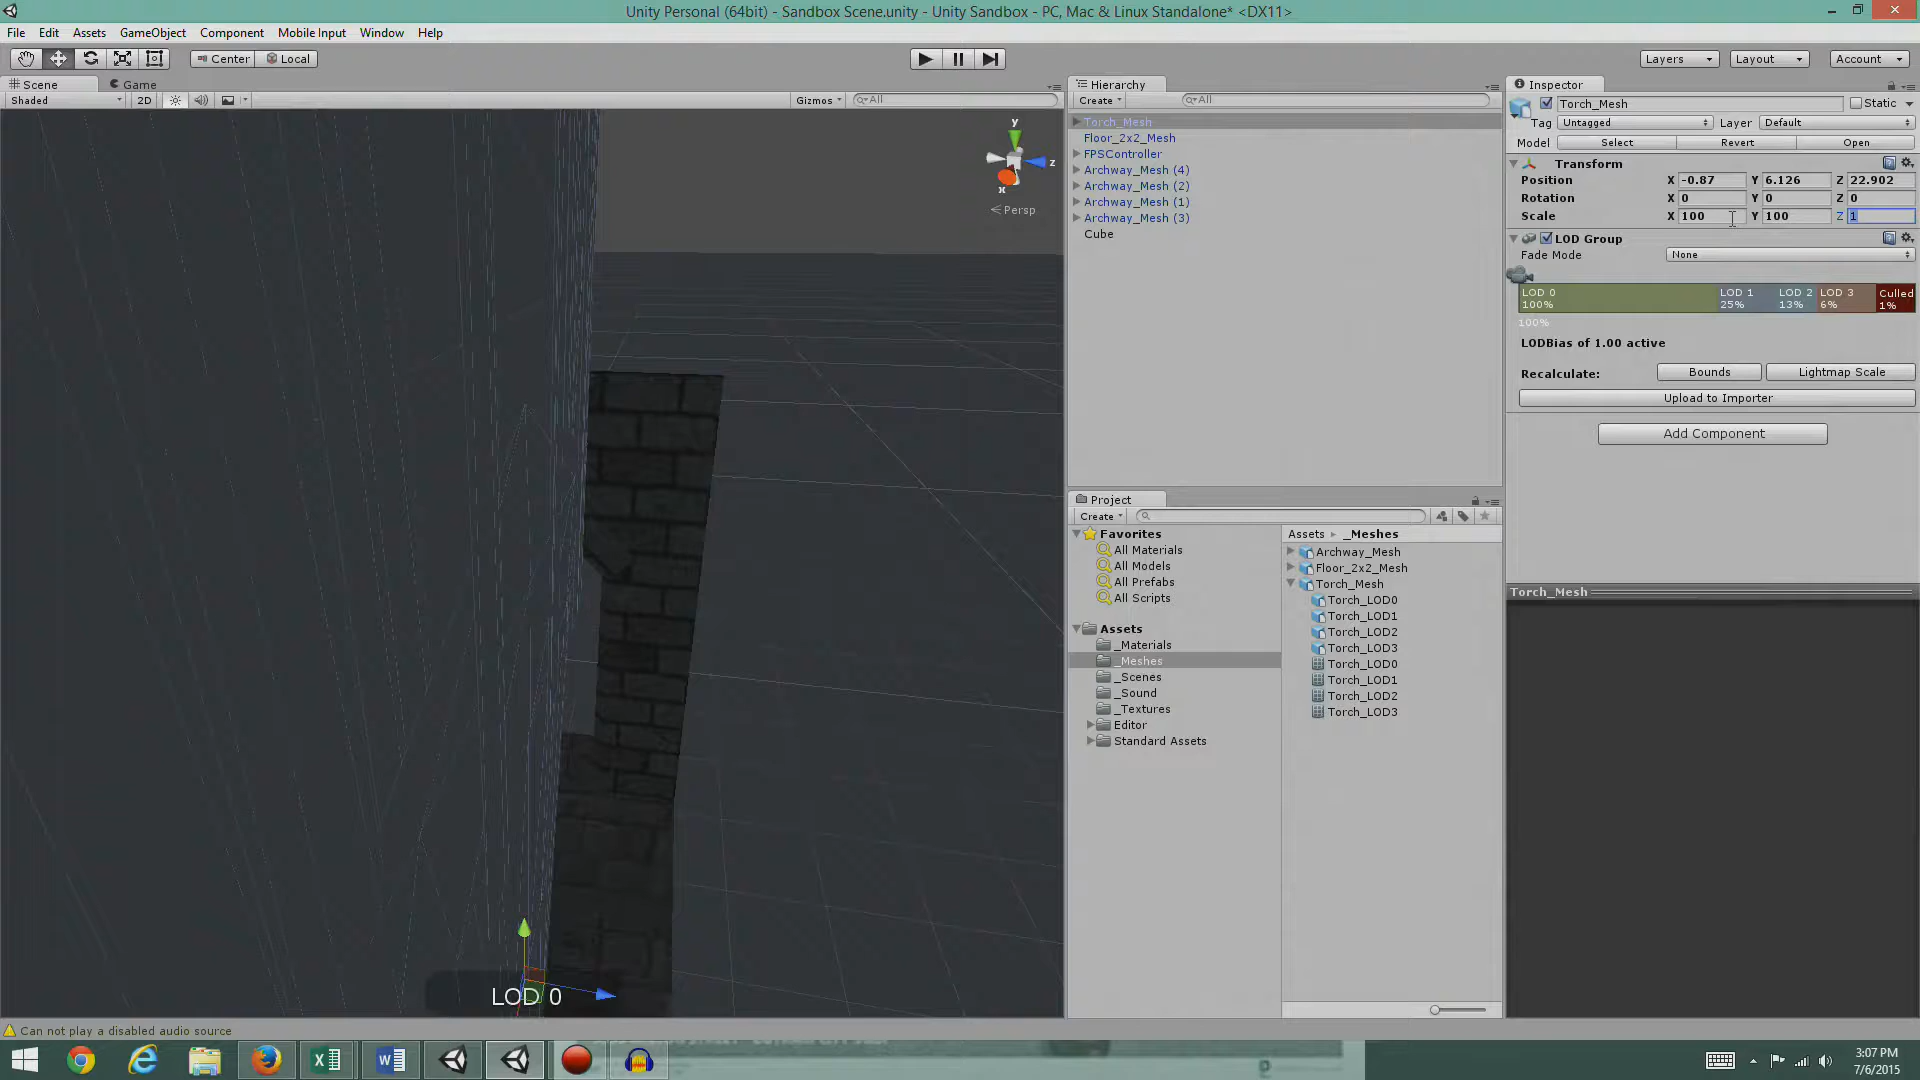 Unity Personal (64bit) - Sandbox Scene.unity - Unity Sandbox - PC, Mac & Linux Standalone* <DX11>
File Edit Assets GameObject Component Mobile Input Window Help
Center Local
Layers Layout Account
Scene Game
Shaded 2D Gizmos All
y
z
x
Persp
LOD 0
Hierarchy
Create All
Torch_Mesh
Floor_2x2_Mesh
FPSController
Archway_Mesh (4)
Archway_Mesh (2)
Archway_Mesh (1)
Archway_Mesh (3)
Cube
Project
Create
Favorites
All Materials
All Models
All Prefabs
All Scripts
Assets
_Materials
_Meshes
_Scenes
_Sound
_Textures
Editor
Standard Assets
Assets _Meshes
Archway_Mesh
Floor_2x2_Mesh
Torch_Mesh
Torch_LOD0
Torch_LOD1
Torch_LOD2
Torch_LOD3
Torch_LOD0
Torch_LOD1
Torch_LOD2
Torch_LOD3
Inspector
Torch_Mesh Static
Tag Untagged Layer Default
Model Select Revert Open
Transform
Position X -0.87 Y 6.126 Z 22.902
Rotation X 0 Y 0 Z 0
Scale X 100 Y 100 Z 1
LOD Group
Fade Mode None
LOD 0 LOD 1 LOD 2 LOD 3 Culled
100% 25% 13% 6% 1%
100%
LODBias of 1.00 active
Recalculate: Bounds Lightmap Scale
Upload to Importer
Add Component
Torch_Mesh
Can not play a disabled audio source
3:07 PM
7/6/2015